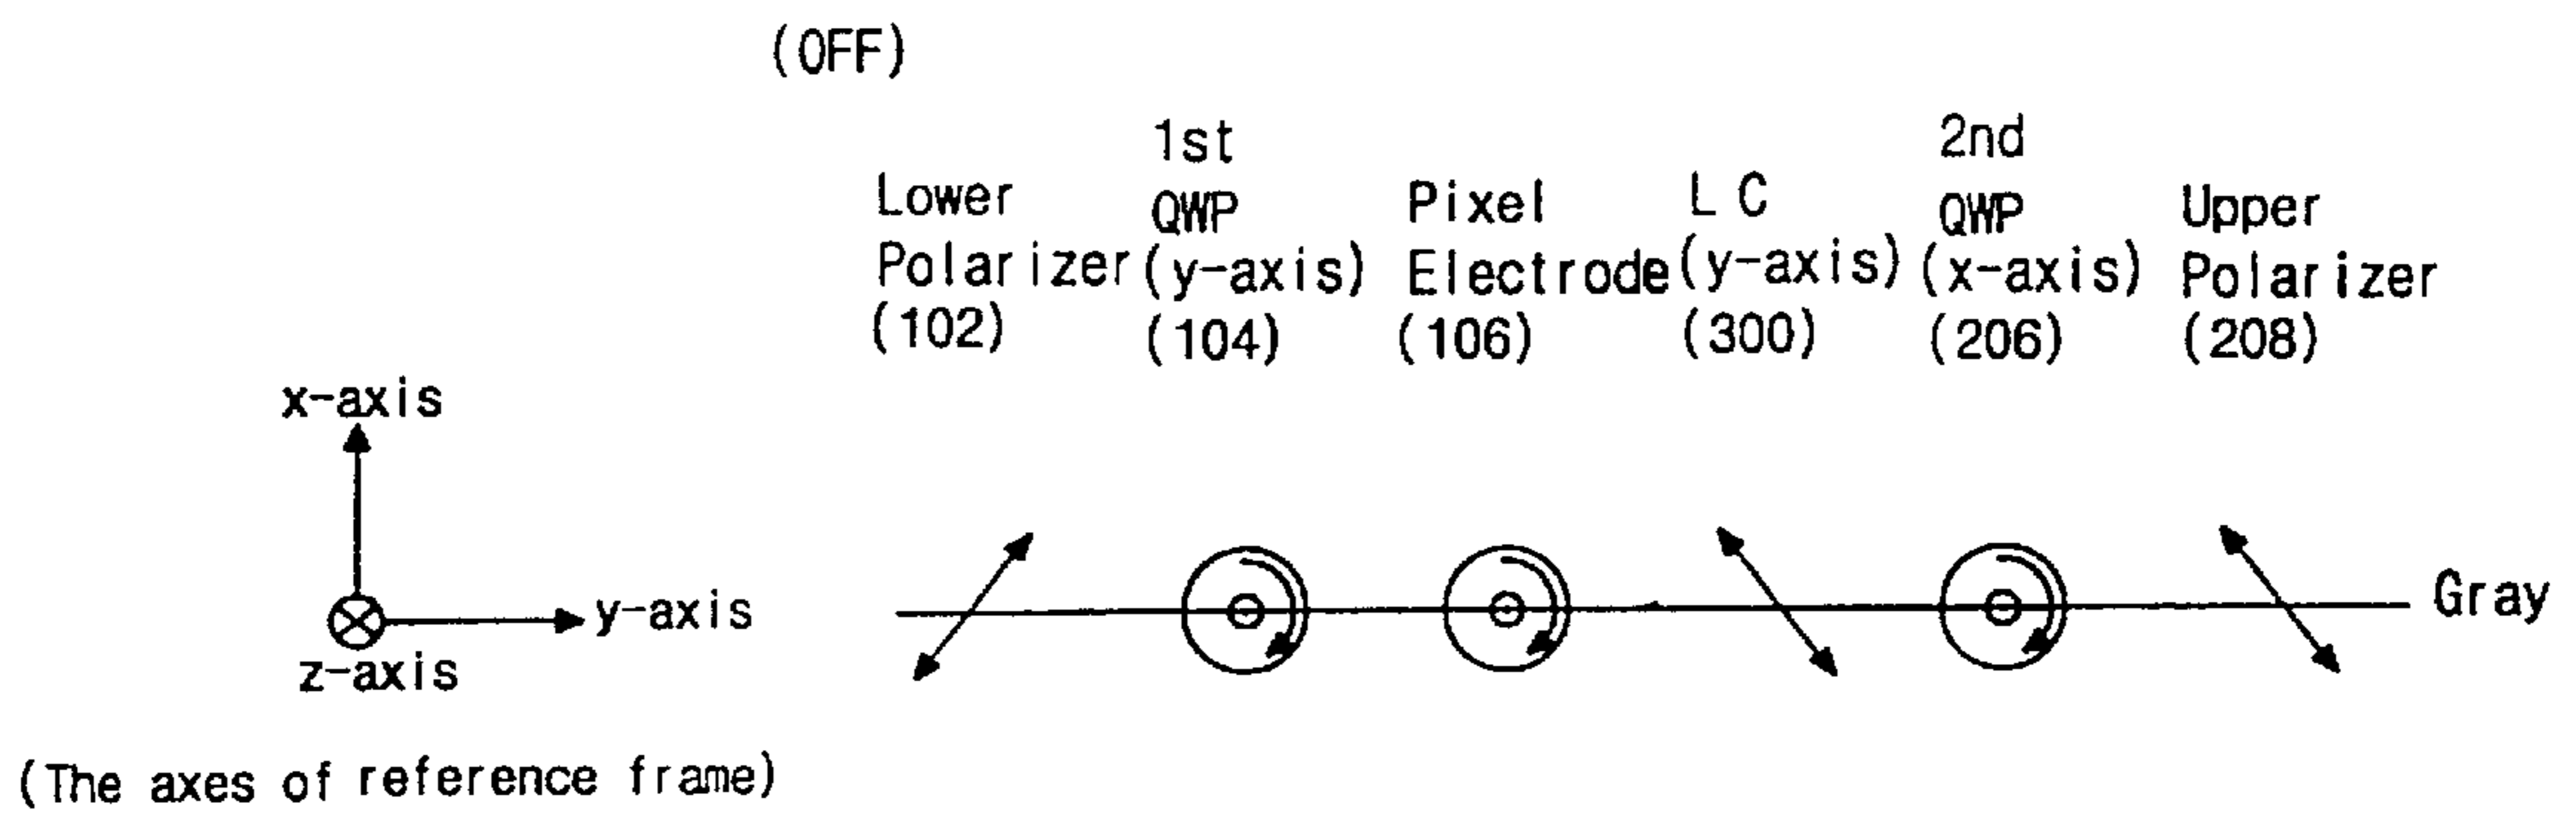 (OFF)
Lower
Polarizer
(102)
1st
QWP
(y-axis)
(104)
Pixel
Electrode
(106)
LC
(y-axis)
(300)
2nd
QWP
(x-axis)
(206)
Upper
Polarizer
(208)
x-axis
y-axis
z-axis
Gray
(The axes of reference frame)